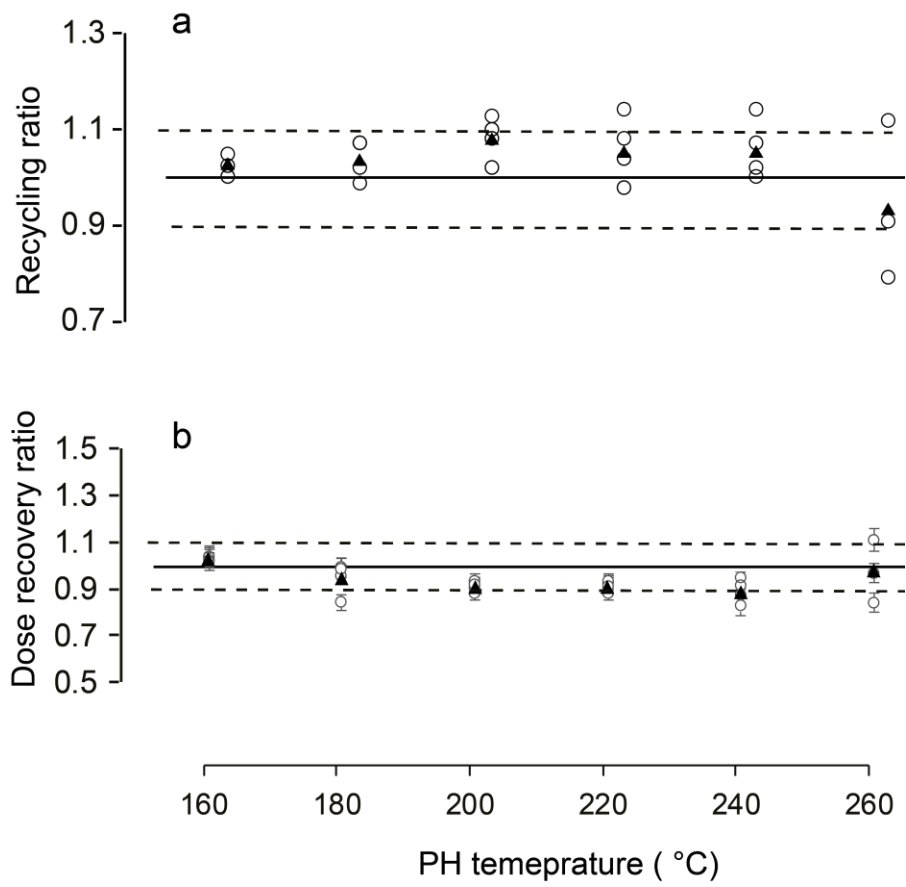 a
Recycling ratio
1.3
1.1
0.9
0.7
b
Dose recovery ratio
1.5
1.3
1.1
0.9
0.7
0.5
160 180 200 220 240 260
PH temeprature ( °C)